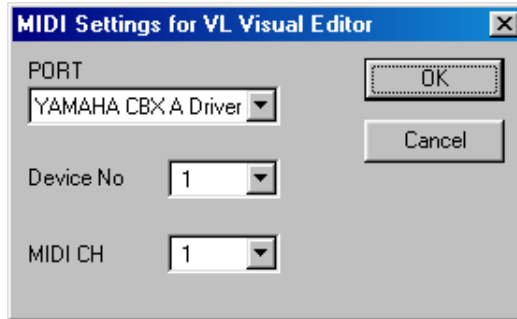 MIDI Settings for VL Visual Editor
PORT
YAMAHA CBX A Driver
OK
Cancel
Device No 1
MIDI CH 1